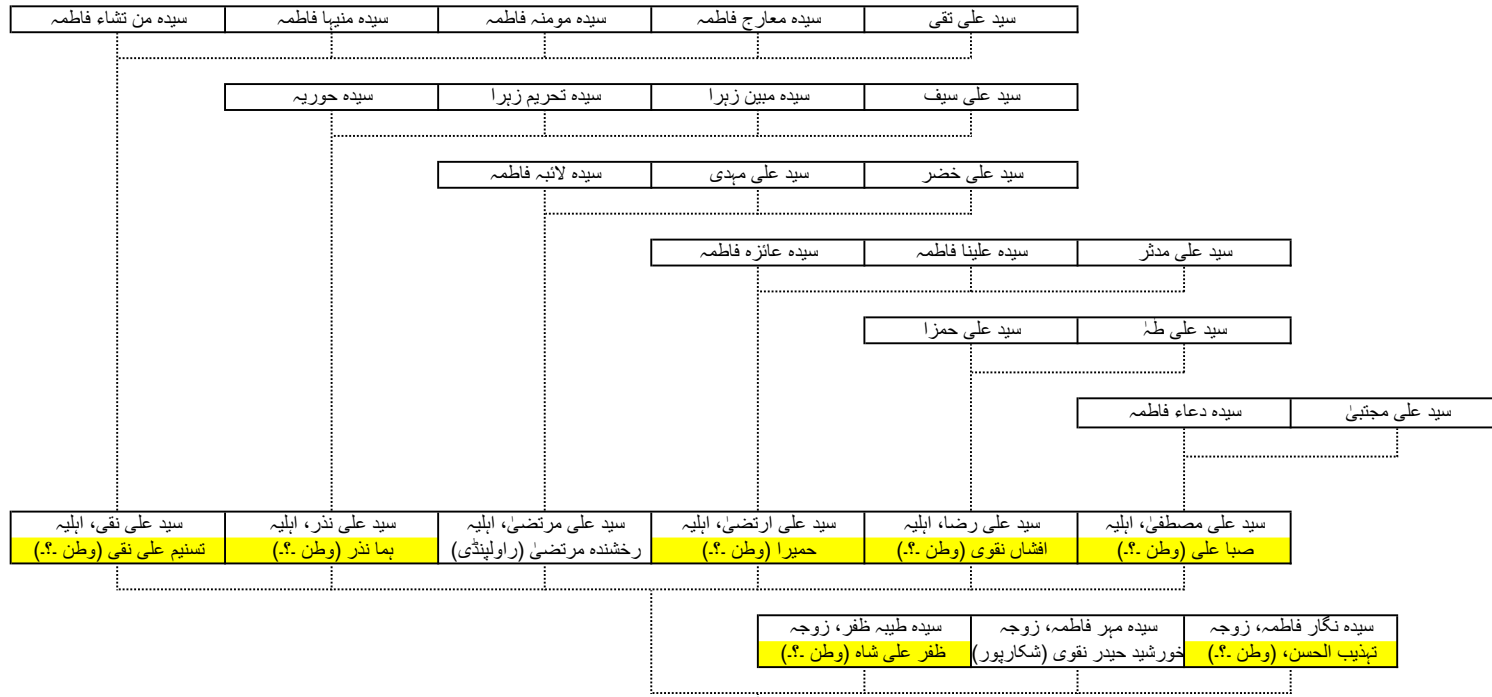 سید علی تقی
سیدہ معارج فاطمہ
سیدہ مومنہ فاطمہ
سیدہ منیہا فاطمہ
سیدہ من تشاء فاطمہ
سید علی سیف
سیدہ مبین زہرا
سیدہ تحریم زہرا
سیدہ حوریہ
سید علی خضر
سید علی مہدی
سیدہ لائبہ فاطمہ
سید علی مدثر
سیدہ علینا فاطمہ
سیدہ عائزہ فاطمہ
سید علی طہٰ
سید علی حمزا
سید علی مجتبیٰ
سیدہ دعاء فاطمہ
سید علی مصطفیٰ، اہلیہ
صبا علی (وطن ـ؟ـ)
سید علی رضا، اہلیہ
افشاں نقوی (وطن ـ؟ـ)
سید علی ارتضیٰ، اہلیہ
حمیرا (وطن ـ؟ـ)
سید علی مرتضیٰ، اہلیہ
رخشندہ مرتضیٰ (راولپنڈی)
سید علی نذر، اہلیہ
ہما نذر (وطن ـ؟ـ)
سید علی نقی، اہلیہ
تسنیم علی نقی (وطن ـ؟ـ)
سیدہ نگار فاطمہ، زوجہ
تہذیب الحسن، (وطن ـ؟ـ)
سیدہ مہر فاطمہ، زوجہ
خورشید حیدر نقوی (شکارپور)
سیدہ طیبہ ظفر، زوجہ
ظفر علی شاہ (وطن ـ؟ـ)